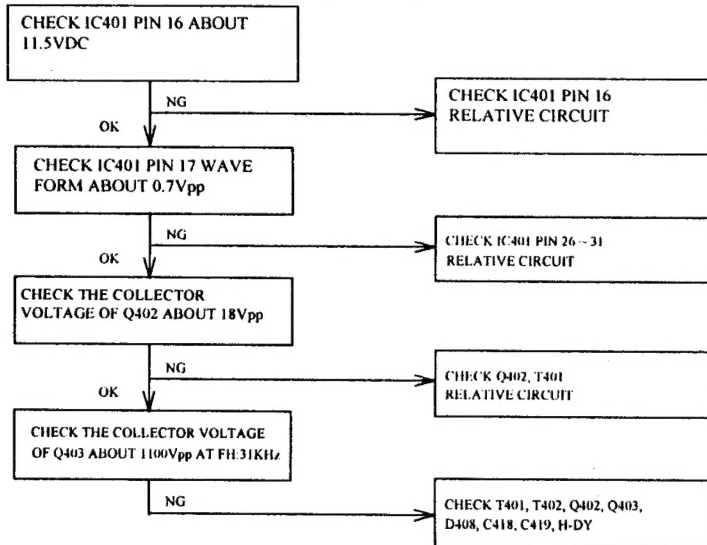 CHECK IC401 PIN 16 ABOUT
11.5VDC
NG
OK
CHECK IC401 PIN 16
RELATIVE CIRCUIT
CHECK IC401 PIN 17 WAVE
FORM ABOUT 0.7Vpp
NG
OK
CHECK IC401 PIN 26~31
RELATIVE CIRCUIT
CHECK THE COLLECTOR
VOLTAGE OF Q402 ABOUT 18Vpp
NG
OK
CHECK Q402, T401
RELATIVE CIRCUIT
CHECK THE COLLECTOR VOLTAGE
OF Q403 ABOUT 1100Vpp AT FH:31KHz
NG
CHECK T401, T402, Q402, Q403,
D408, C418, C419, H-DY